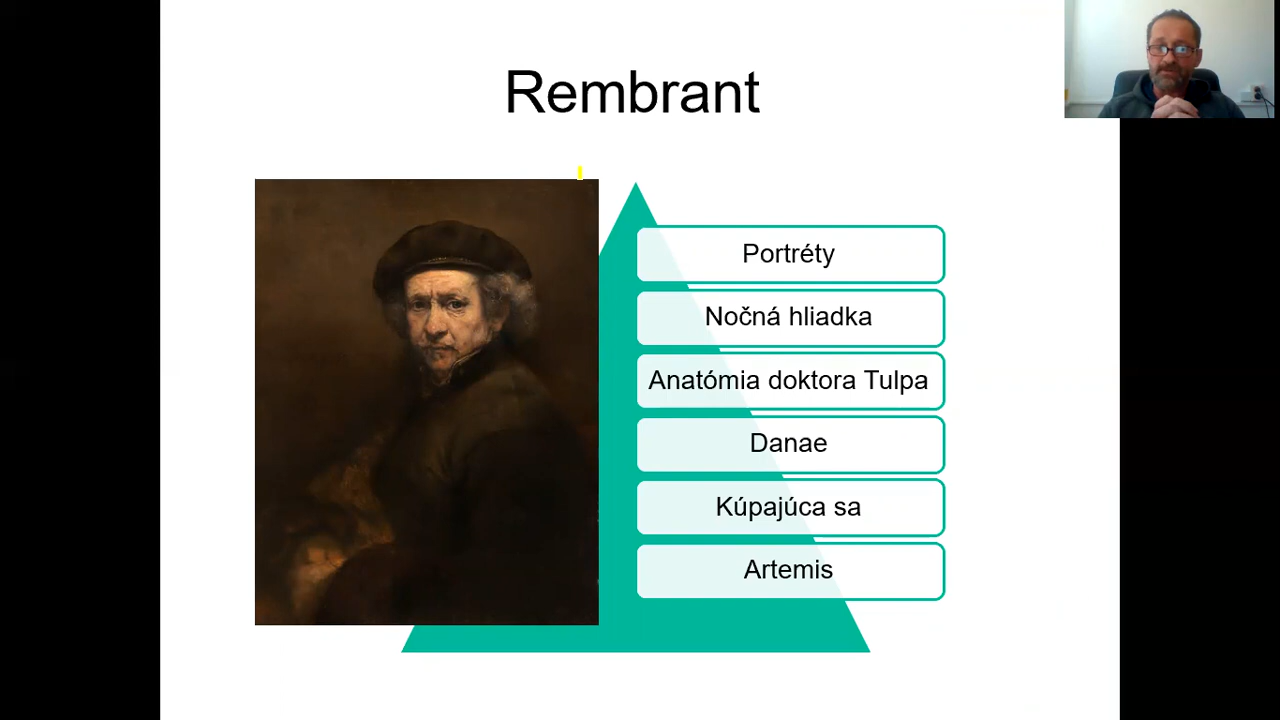 Rembrant
Portréty
Nočná hliadka
Anatómia doktora Tulpa
Danae
Kúpajúca sa
Artemis